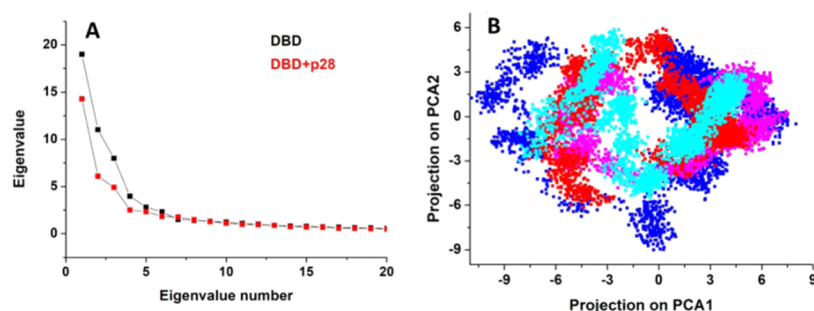 A
DBD
DBD+p28
20
15
10
5
0
Eigenvalue
0
5
10
15
20
Eigenvalue number
B
6
3
0
-3
-6
-9
Projection on PCA2
-9
-6
-3
0
3
6
9
Projection on PCA1